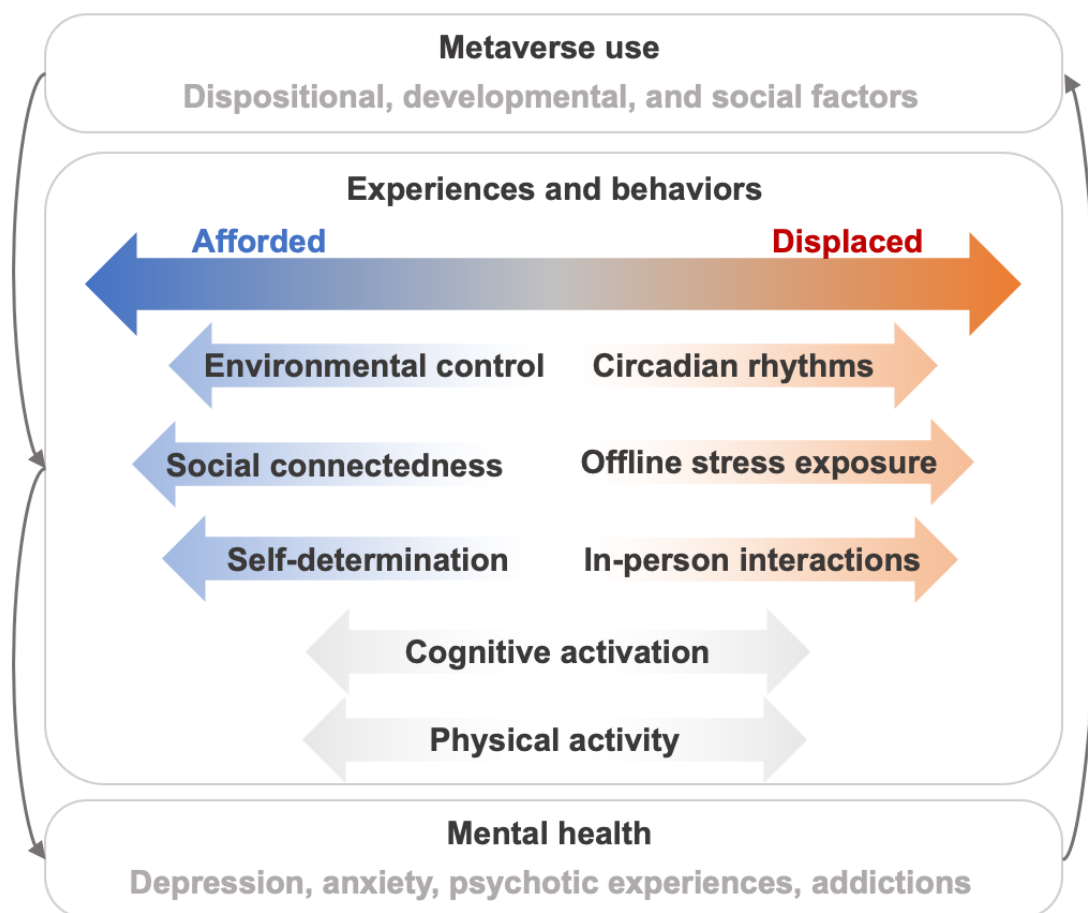 Metaverse use
Dispositional, developmental, and social factors
Experiences and behaviors
Afforded
Displaced
Environmental control
Circadian rhythms
Social connectedness
Offline stress exposure
Self-determination
In-person interactions
Cognitive activation
Physical activity
Mental health
Depression, anxiety, psychotic experiences, addictions